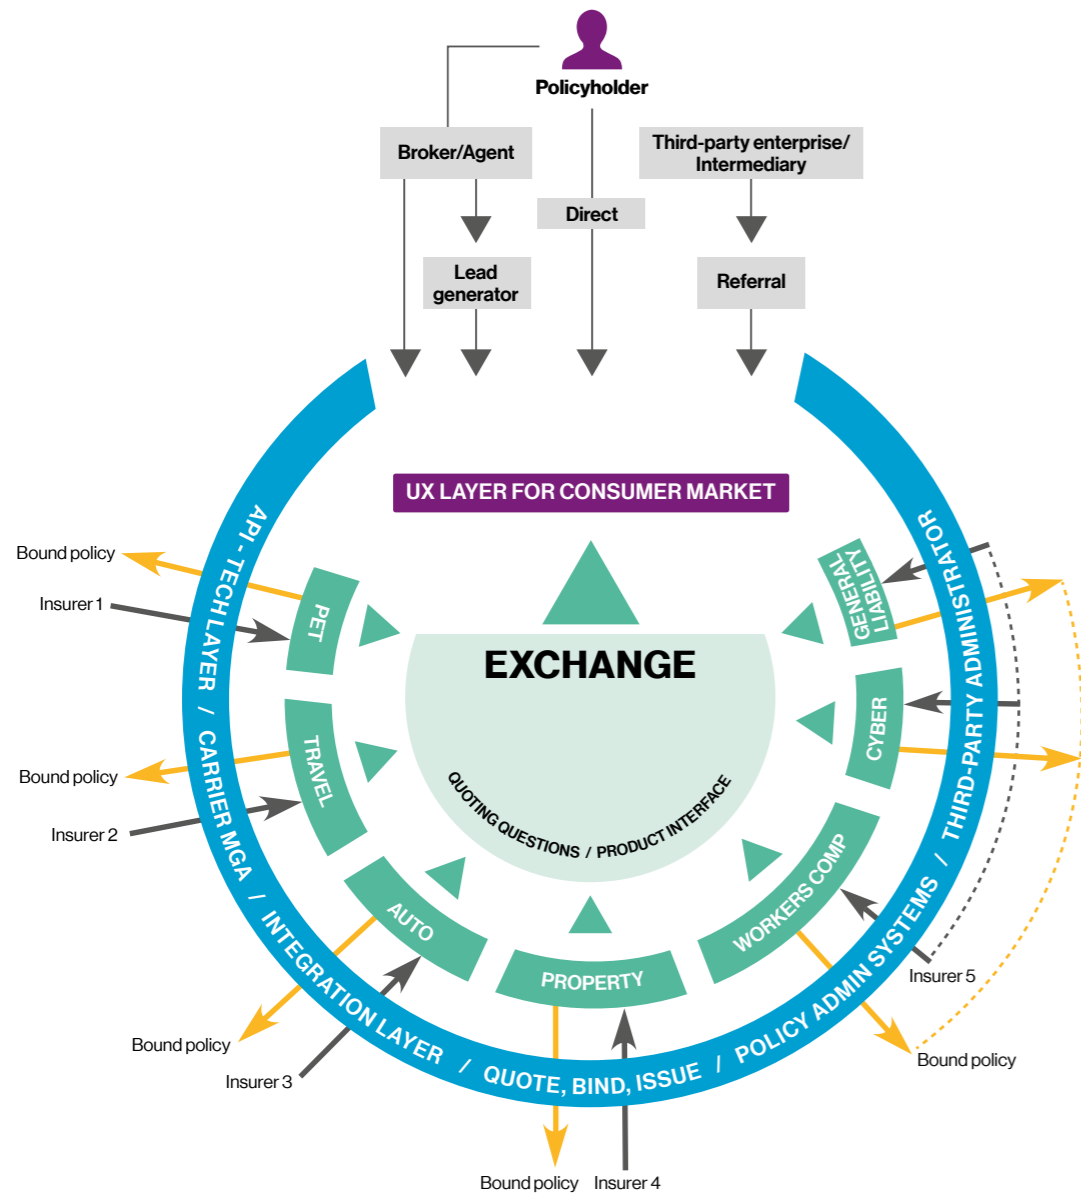 Policyholder
Broker/Agent
Third-party enterprise/
Intermediary
Direct
Lead
generator
Referral
UX LAYER FOR CONSUMER MARKET
API - TECH LAYER / CARRIER MGA / INTEGRATION LAYER / QUOTE, BIND, ISSUE / POLICY ADMIN SYSTEMS / THIRD-PARTY ADMINISTRATOR
Bound policy
Insurer 1
PET
GENERAL
LIABILITY
EXCHANGE
QUOTING QUESTIONS / PRODUCT INTERFACE
Bound policy
Insurer 2
TRAVEL
CYBER
AUTO
WORKERS COMP
PROPERTY
Insurer 5
Bound policy
Insurer 3
Bound policy
Bound policy
Insurer 4